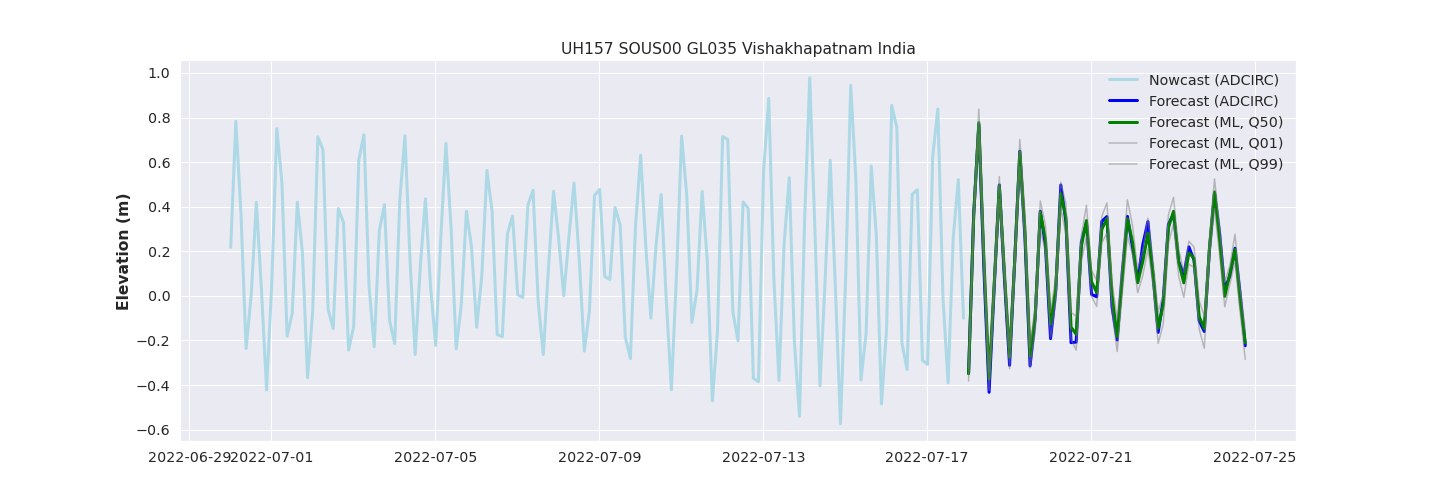 UH157 SOUS00 GL035 Vishakhapatnam India
1.0
0.8
0.6
0.4
0.2
0.0
−0.2
−0.4
−0.6
Elevation (m)
Nowcast (ADCIRC)
Forecast (ADCIRC)
Forecast (ML, Q50)
Forecast (ML, Q01)
Forecast (ML, Q99)
2022-06-29 2022-07-01 2022-07-05 2022-07-09 2022-07-13 2022-07-17 2022-07-21 2022-07-25